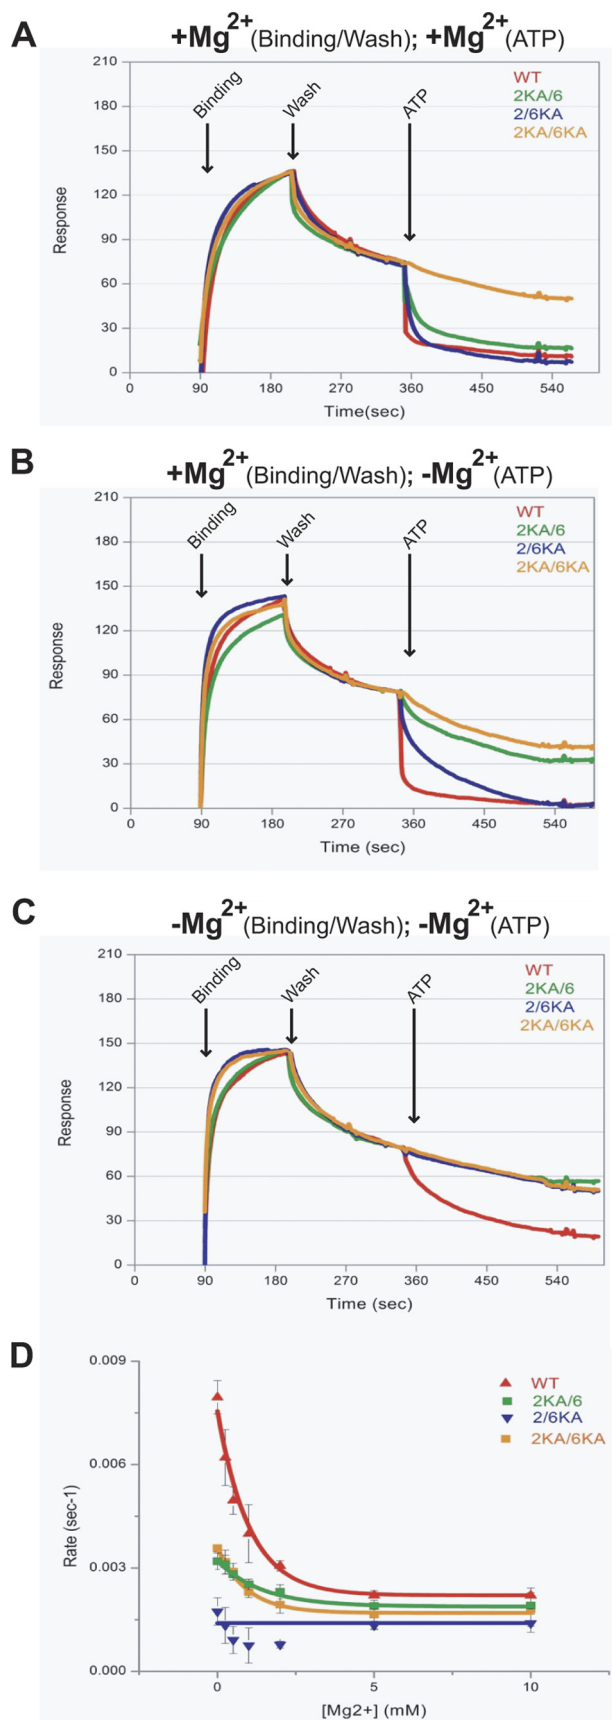 A
+Mg2+(Binding/Wash); +Mg2+(ATP)
210
180
150
120
90
60
30
0
Response
Binding
Wash
ATP
WT
2KA/6
2/6KA
2KA/6KA
0 90 180 270 360 450 540
Time(sec)
B
+Mg2+(Binding/Wash); -Mg2+(ATP)
210
180
150
120
90
60
30
0
Response
Binding
Wash
ATP
WT
2KA/6
2/6KA
2KA/6KA
0 90 180 270 360 450 540
Time (sec)
C
-Mg2+(Binding/Wash); -Mg2+(ATP)
210
180
150
120
90
60
30
0
Response
Binding
Wash
ATP
WT
2KA/6
2/6KA
2KA/6KA
0 90 180 270 360 450 540
Time (sec)
D
0.009
0.006
0.003
0.000
Rate (sec-1)
WT
2KA/6
2/6KA
2KA/6KA
0 5 10
[Mg2+] (mM)